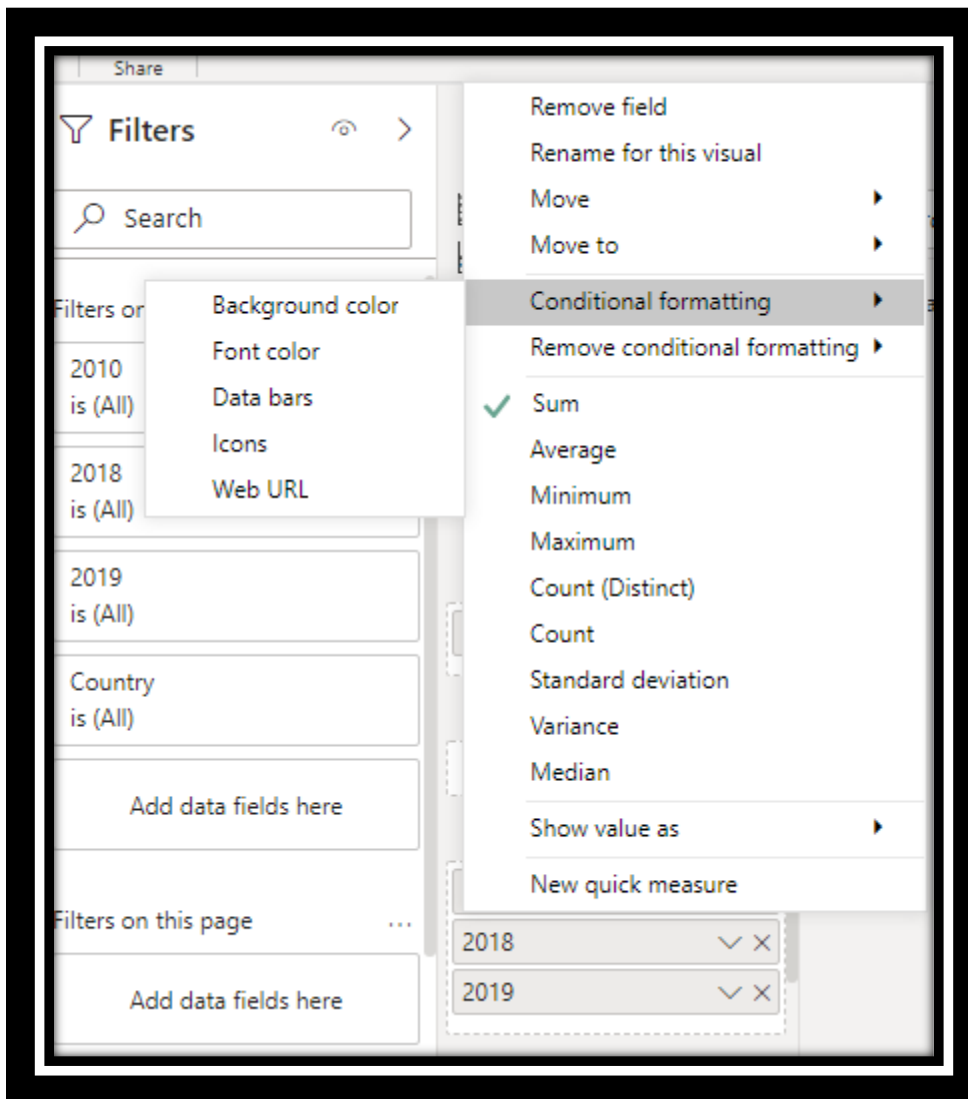 Share
Filters
Search
Filters or
2010
is (All)
2018
is (All)
2019
is (All)
Country
is (All)
Add data fields here
Filters on this page
...
Add data fields here
Background color
Font color
Data bars
Icons
Web URL
Remove field
Rename for this visual
Move
Move to
Conditional formatting
Remove conditional formatting
Sum
Average
Minimum
Maximum
Count (Distinct)
Count
Standard deviation
Variance
Median
Show value as
New quick measure
2018
2019